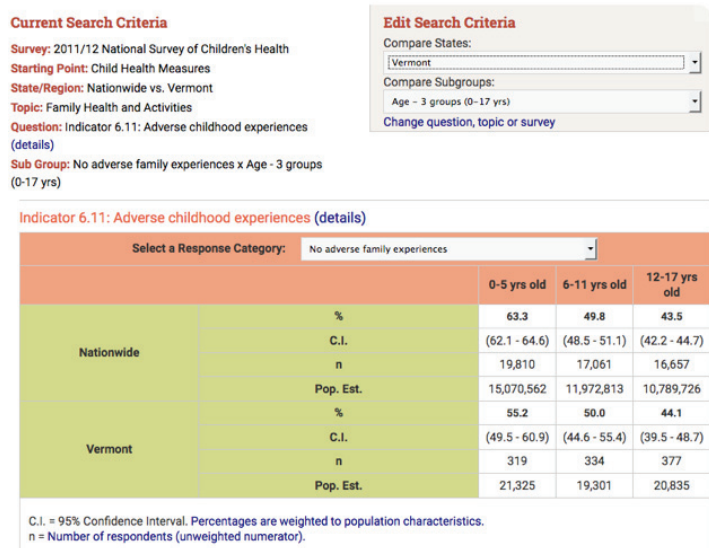 Current Search Criteria
Survey: 2011/12 National Survey of Children's Health
Starting Point: Child Health Measures
State/Region: Nationwide vs. Vermont
Topic: Family Health and Activities
Question: Indicator 6.11: Adverse childhood experiences
(details)
Sub Group: No adverse family experiences x Age - 3 groups
(0-17 yrs)
Edit Search Criteria
Compare States:
Vermont
Compare Subgroups:
Age - 3 groups (0-17 yrs)
Change question, topic or survey
Indicator 6.11: Adverse childhood experiences (details)
Select a Response Category: No adverse family experiences
0-5 yrs old 6-11 yrs old 12-17 yrs
old
Nationwide
% 63.3 49.8 43.5
C.I. (62.1 - 64.6) (48.5 - 51.1) (42.2 - 44.7)
n 19,810 17,061 16,657
Pop. Est. 15,070,562 11,972,813 10,789,726
Vermont
% 55.2 50.0 44.1
C.I. (49.5 - 60.9) (44.6 - 55.4) (39.5 - 48.7)
n 319 334 377
Pop. Est. 21,325 19,301 20,835
C.I. = 95% Confidence Interval. Percentages are weighted to population characteristics.
n = Number of respondents (unweighted numerator).